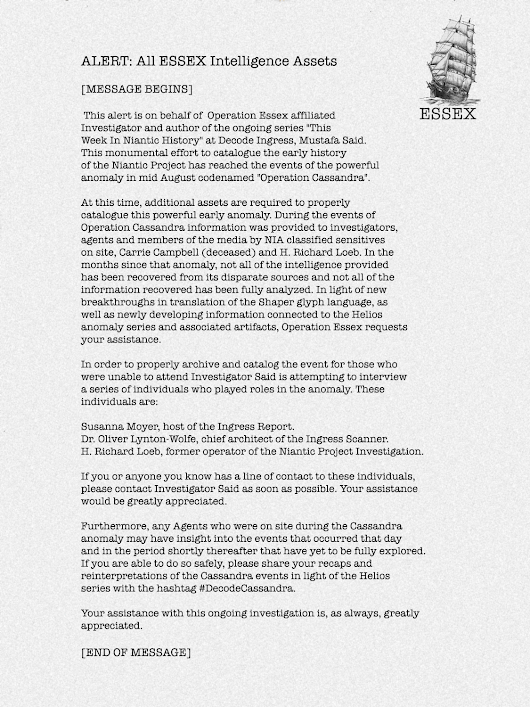 ALERT: All ESSEX Intelligence Assets
ESSEX
[MESSAGE BEGINS]
This alert is on behalf of Operation Essex affiliated
Investigator and author of the ongoing series "This
Week In Niantic History" at Decode Ingress, Mustafa Said.
This monumental effort to catalogue the early history
of the Niantic Project has reached the events of the powerful
anomaly in mid August codenamed "Operation Cassandra".
At this time, additional assets are required to properly
catalogue this powerful early anomaly. During the events of
Operation Cassandra information was provided to investigators,
agents and members of the media by NIA classified sensitives
on site, Carrie Campbell (deceased) and H. Richard Loeb. In the
months since that anomaly, not all of the intelligence provided
has been recovered from its disparate sources and not all of the
information recovered has been fully analyzed. In light of new
breakthroughs in translation of the Shaper glyph language, as
well as newly developing information connected to the Helios
anomaly series and associated artifacts, Operation Essex requests
your assistance.
In order to properly archive and catalog the event for those who
were unable to attend Investigator Said is attempting to interview
a series of individuals who played roles in the anomaly. These
individuals are:
Susanna Moyer, host of the Ingress Report.
Dr. Oliver Lynton-Wolfe, chief architect of the Ingress Scanner.
H. Richard Loeb, former operator of the Niantic Project Investigation.
If you or anyone you know has a line of contact to these individuals,
please contact Investigator Said as soon as possible. Your assistance
would be greatly appreciated.
Furthermore, any Agents who were on site during the Cassandra
anomaly may have insight into the events that occurred that day
and in the period shortly thereafter that have yet to be fully explored.
If you are able to do so safely, please share your recaps and
reinterpretations of the Cassandra events in light of the Helios
series with the hashtag #DecodeCassandra.
Your assistance with this ongoing investigation is, as always, greatly
appreciated.
[END OF MESSAGE]